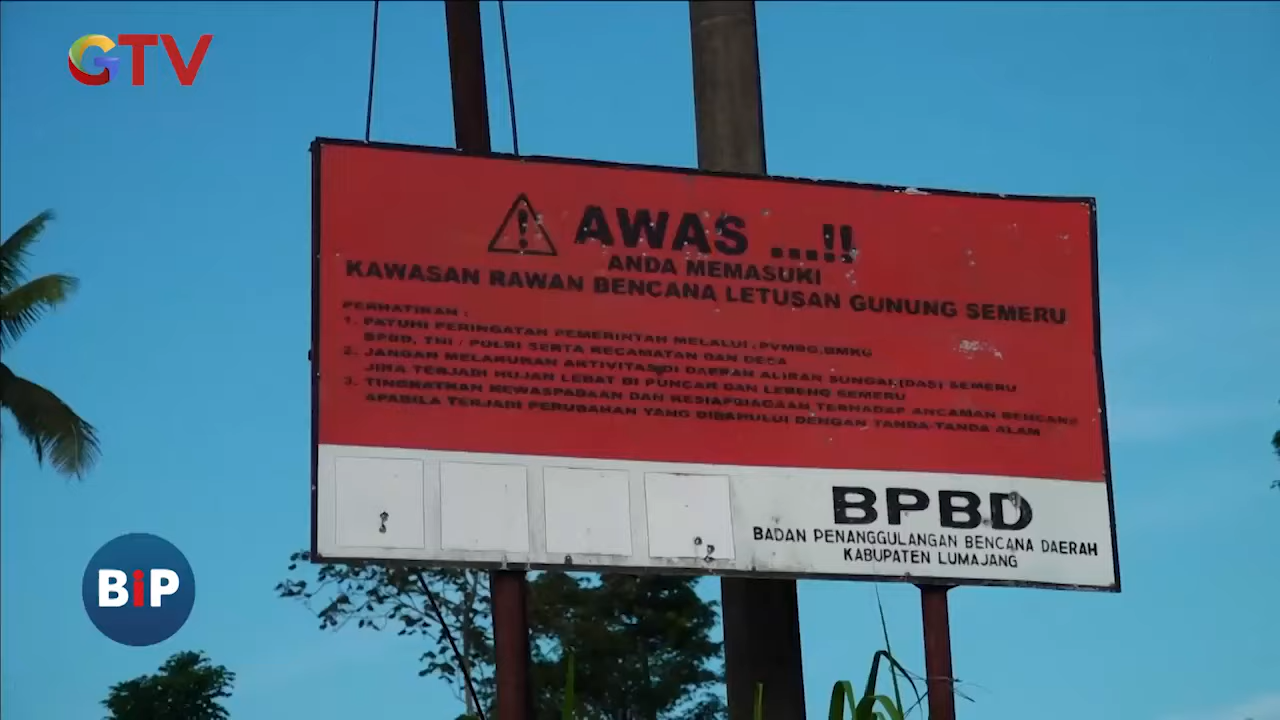 GTV
AWAS ...!!
ANDA MEMASUKI
KAWASAN RAWAN BENCANA LETUSAN GUNUNG SEMERU
PERHATIKAN :
1. PATUHI PERINGATAN PEMERINTAH MELALUI : PVMBG, BMKG
BPBD, TNI / POLRI SERTA KECAMATAN DAN DESA
2. JANGAN MELAKUKAN AKTIVITAS DI DAERAH ALIRAN SUNGAI (DAS) SEMERU
JIKA TERJADI HUJAN LEBAT DI PUNCAK DAN LERENG SEMERU
3. TINGKATKAN KEWASPADAAN DAN KESIAPSIAGAAN TERHADAP ANCAMAN BENCANA
APABILA TERJADI PERUBAHAN YANG DIDAHULUI DENGAN TANDA-TANDA ALAM
BPBD
BADAN PENANGGULANGAN BENCANA DAERAH
KABUPATEN LUMAJANG
BiP